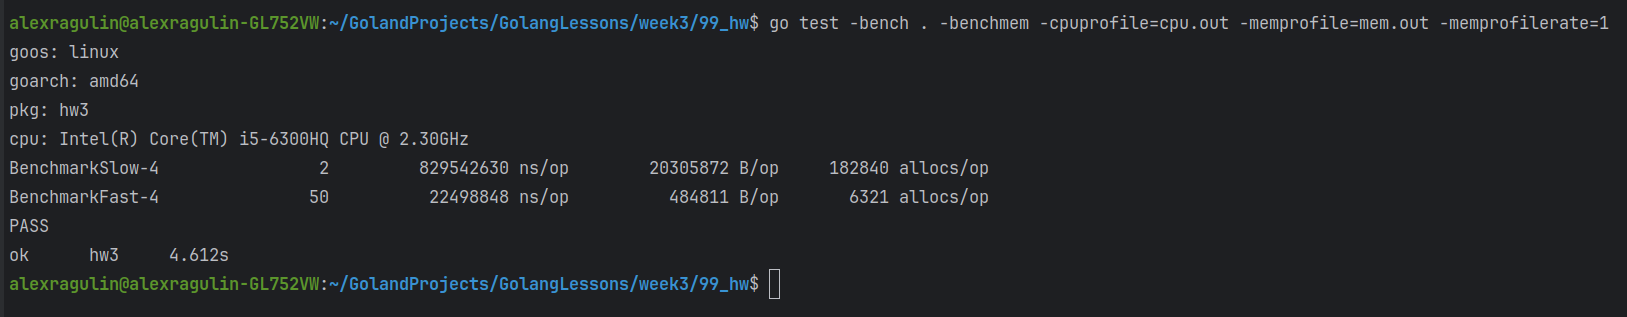 alexragulin@alexragulin-GL752VW:~/GolandProjects/GolangLessons/week3/99_hw$ go test -bench . -benchmem -cpuprofile=cpu.out -memprofile=mem.out -memprofilerate=1
goos: linux
goarch: amd64
pkg: hw3
cpu: Intel(R) Core(TM) i5-6300HQ CPU @ 2.30GHz
BenchmarkSlow-4                2         829542630 ns/op        20305872 B/op     182840 allocs/op
BenchmarkFast-4               50          22498848 ns/op          484811 B/op       6321 allocs/op
PASS
ok      hw3     4.612s
alexragulin@alexragulin-GL752VW:~/GolandProjects/GolangLessons/week3/99_hw$